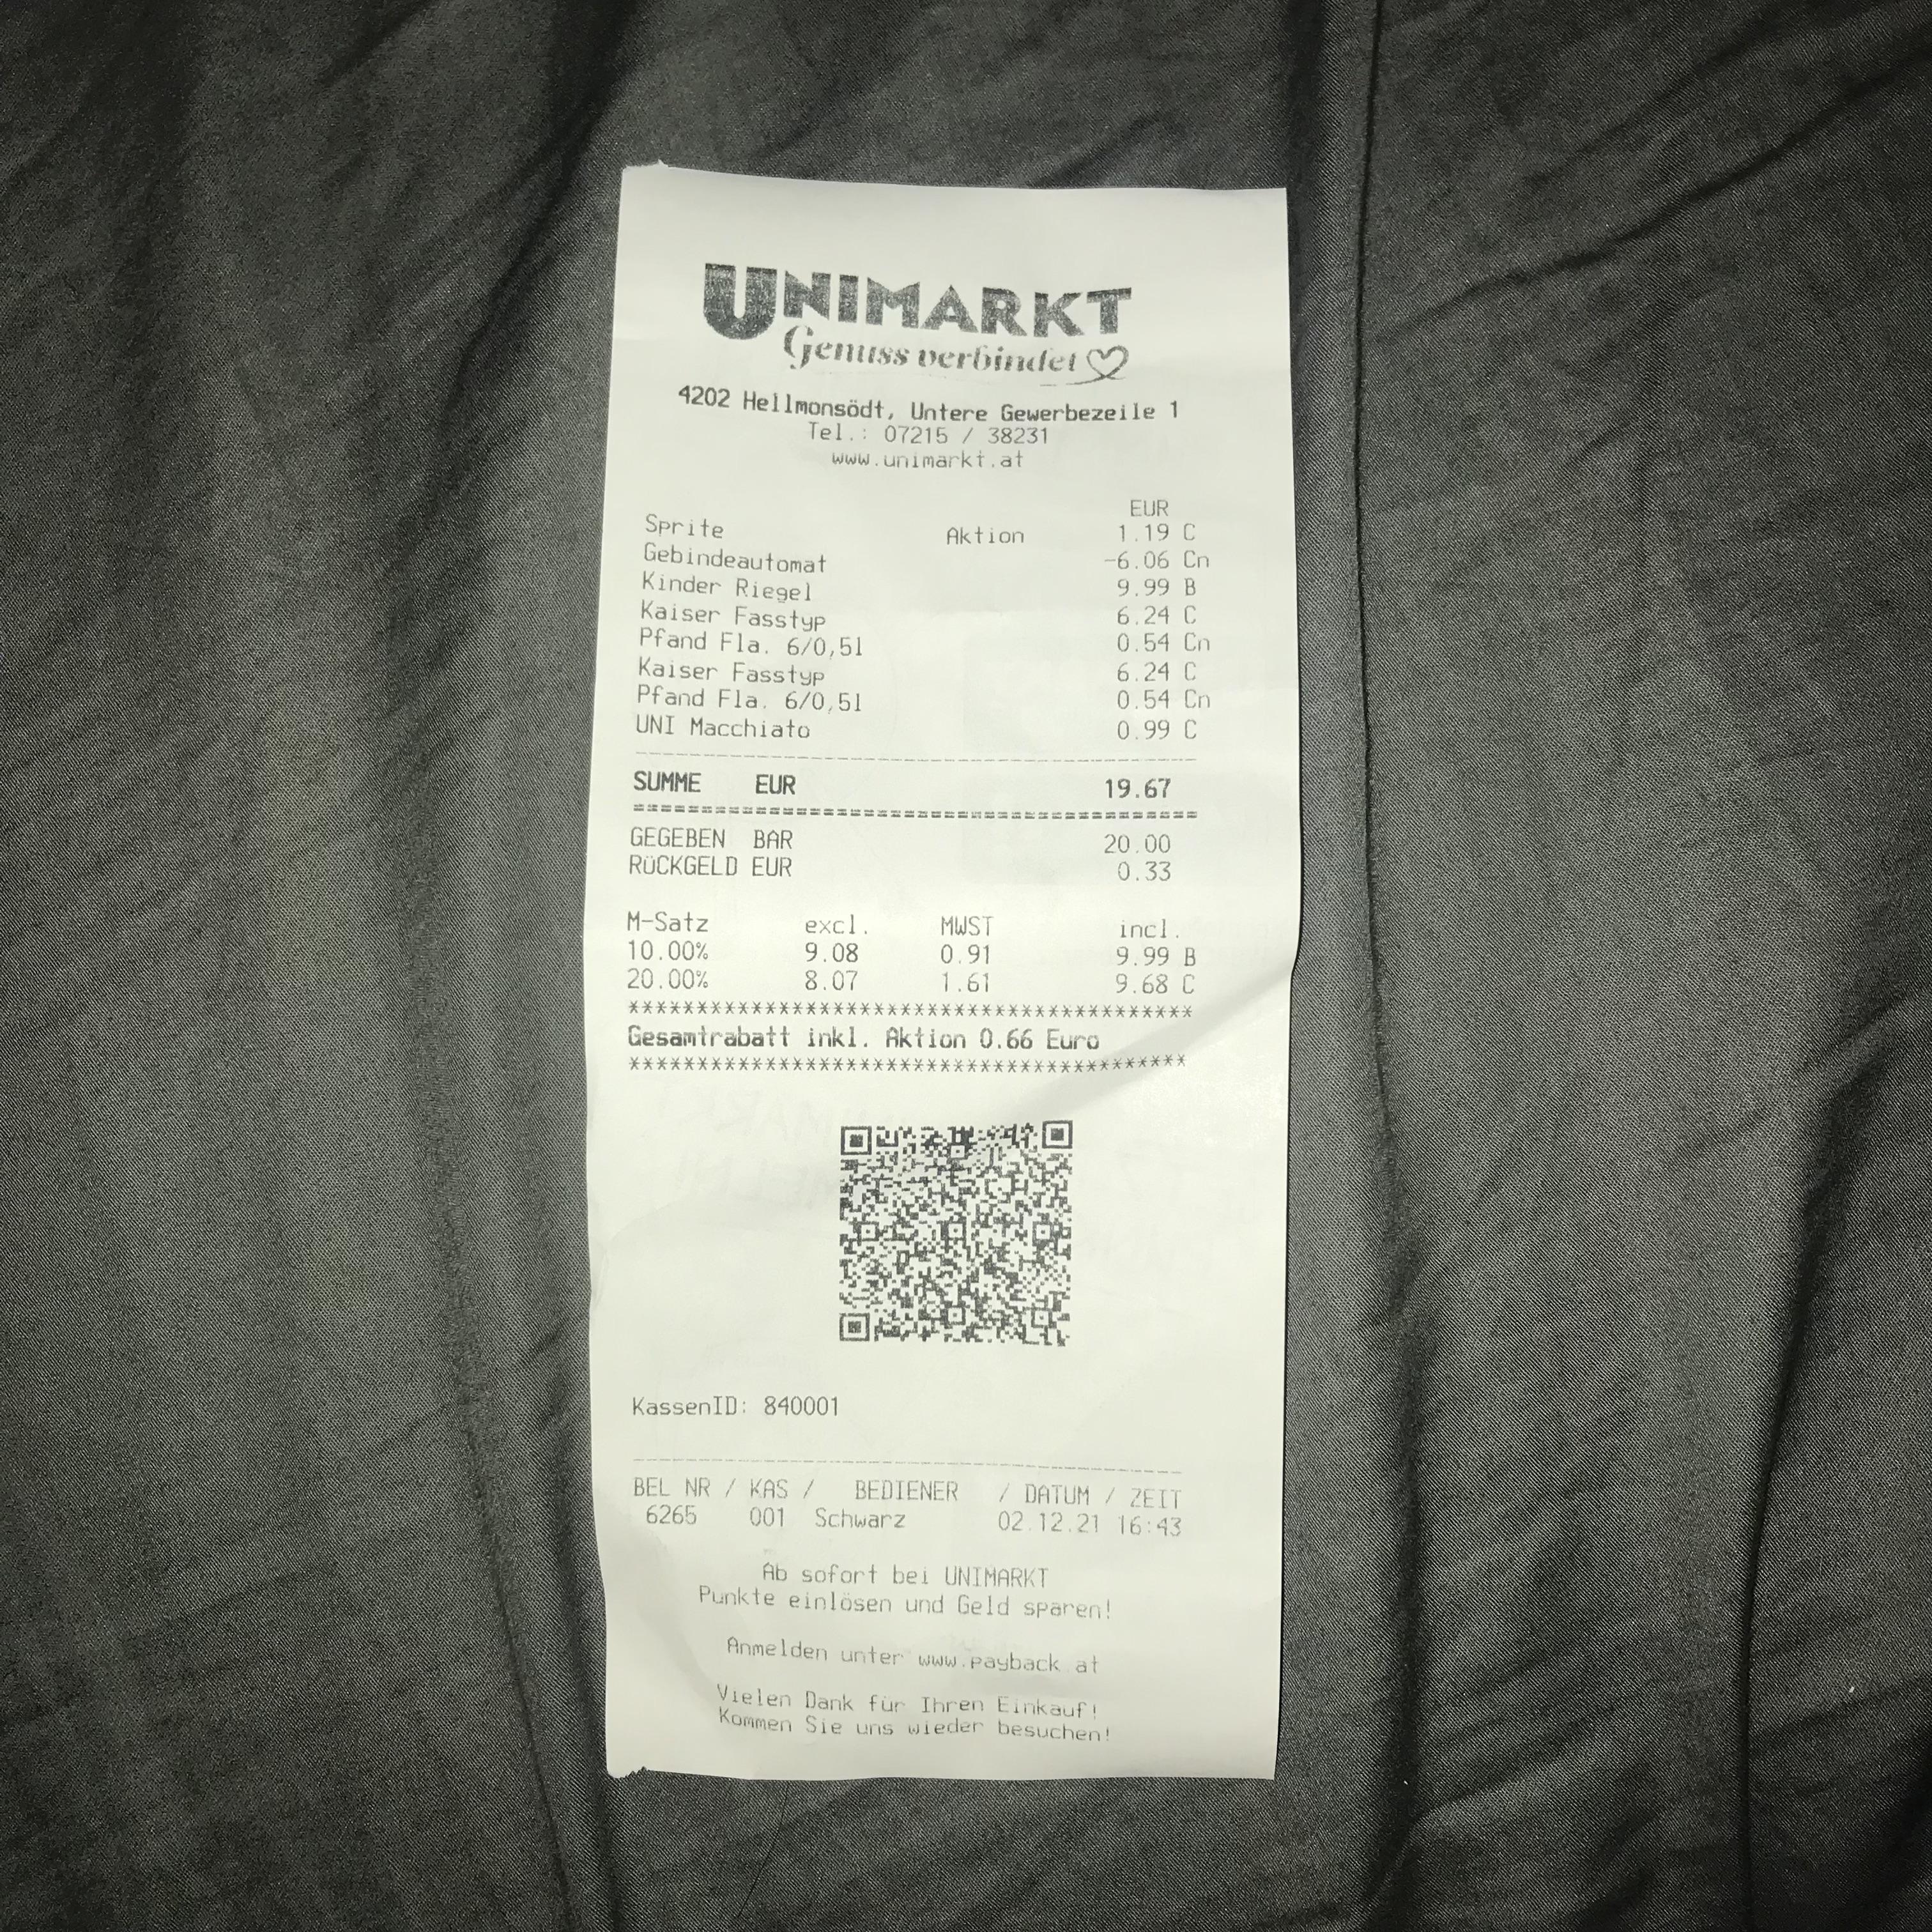 UNIMARKT
Genuss verbindet
4202 Hellmonsödt, Untere Gewerbezeile 1
Tel.: 07215 / 38231
www.unimarkt.at
EUR
Sprite Aktion 1.19 C
Gebindeautomat -6.06 Cn
Kinder Riegel 9.99 B
Kaiser Fasstyp 6.24 C
Pfand Fla. 6/0,5l 0.54 Cn
Kaiser Fasstyp 6.24 C
Pfand Fla. 6/0,5l 0.54 Cn
UNI Macchiato 0.99 C
SUMME EUR 19.67
GEGEBEN BAR 20.00
RüCKGELD EUR 0.33
M-Satz excl. MWST incl.
10.00% 9.08 0.91 9.99 B
20.00% 8.07 1.61 9.68 C
*****************************************
Gesamtrabatt inkl. Aktion 0.66 Euro
*****************************************
KassenID: 840001
BEL NR / KAS / BEDIENER / DATUM / ZEIT
6265 001 Schwarz 02.12.21 16:43
Ab sofort bei UNIMARKT
Punkte einlösen und Geld sparen!
Anmelden unter www.payback.at
Vielen Dank für Ihren Einkauf!
Kommen Sie uns wieder besuchen!